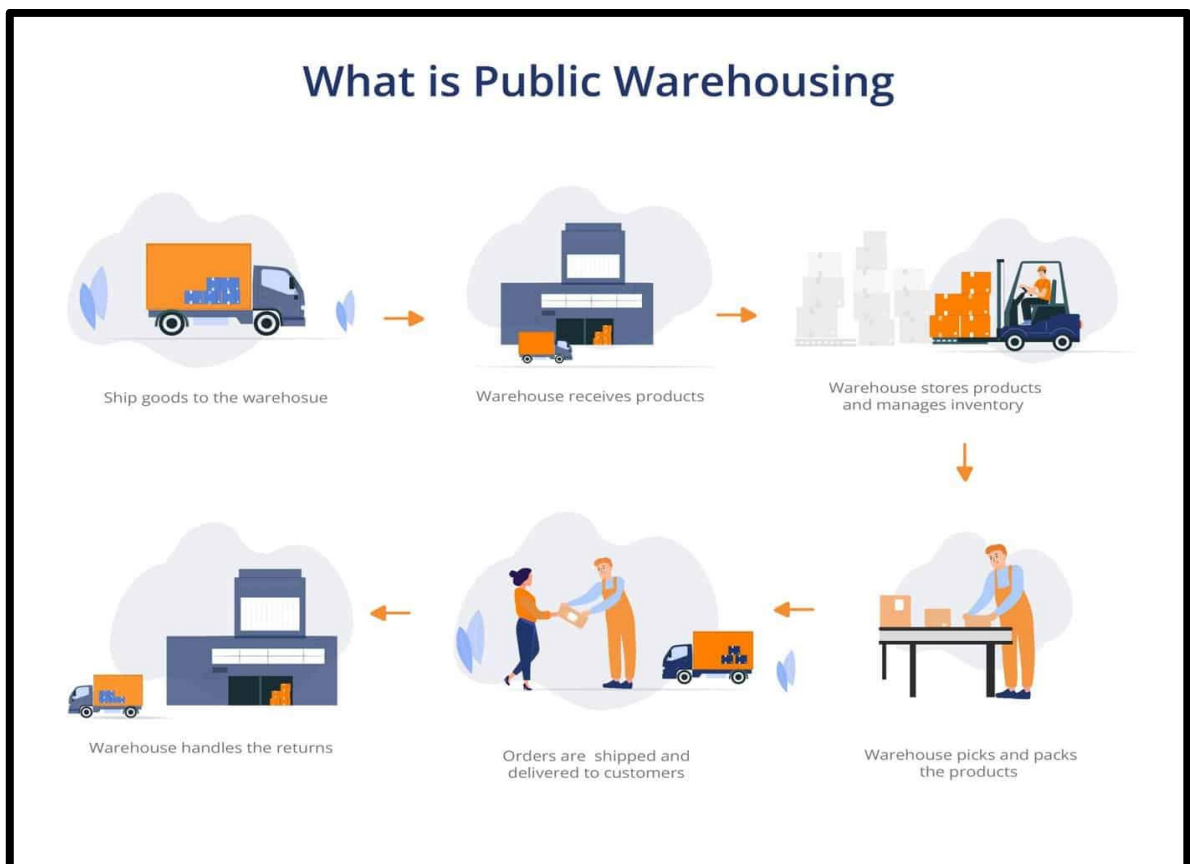 What is Public Warehousing
Ship goods to the warehosue
Warehouse receives products
Warehouse stores products
and manages inventory
Warehouse picks and packs
the products
Orders are shipped and
delivered to customers
Warehouse handles the returns